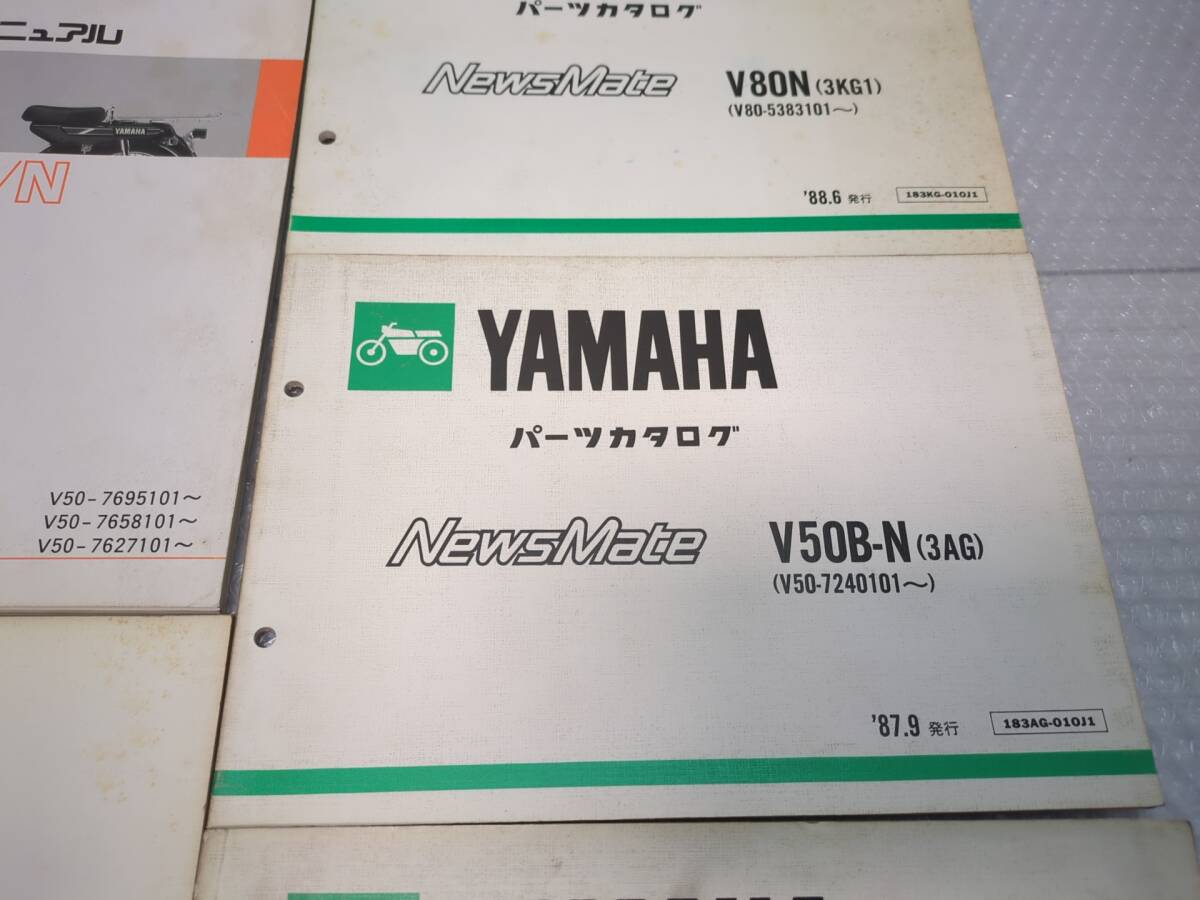 ニュアル
YAMAHA
/N
V50-7695101～
V50-7658101～
V50-7627101～
パーツカタログ
NewsMate V80N (3KG1)
(V80-5383101～)
'88.6 発行 183KG-010J1
YAMAHA
パーツカタログ
NewsMate V50B-N (3AG)
(V50-7240101～)
'87.9 発行 183AG-010J1